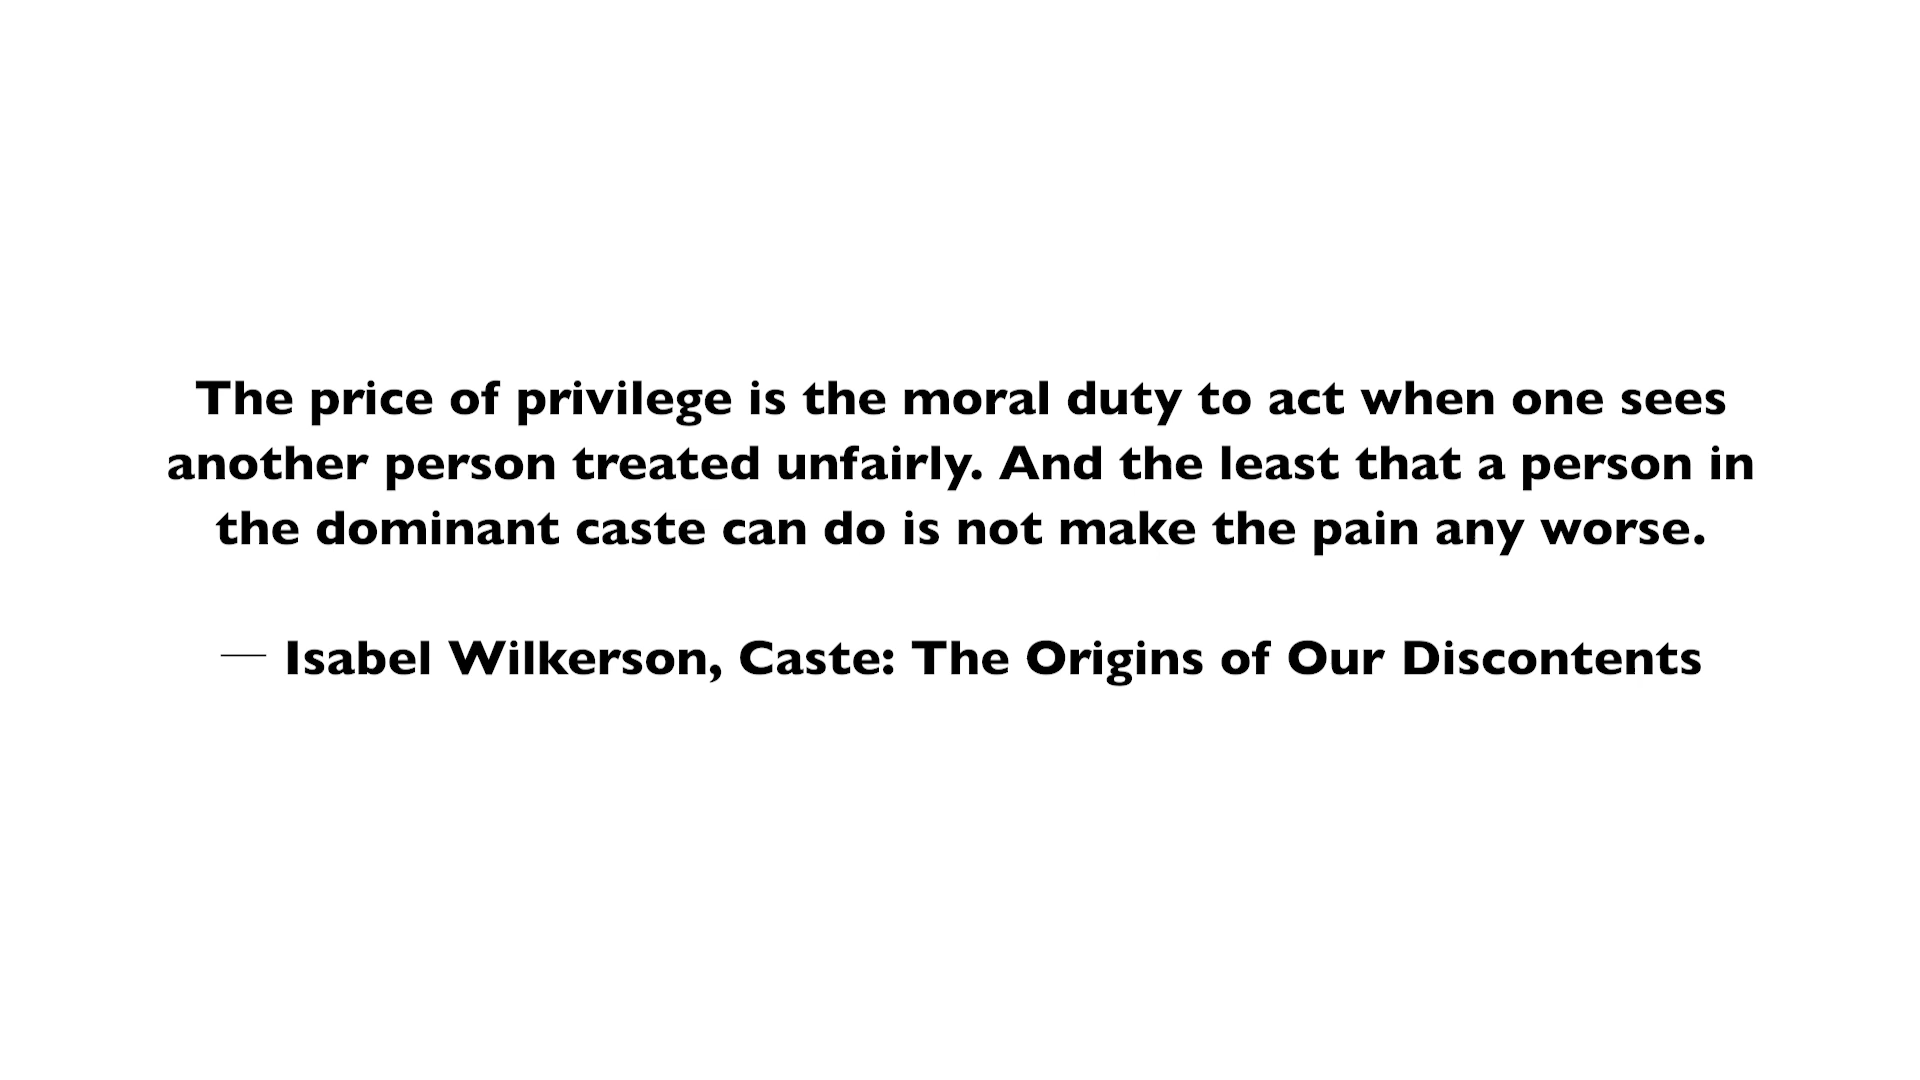 The price of privilege is the moral duty to act when one sees
another person treated unfairly. And the least that a person in
the dominant caste can do is not make the pain any worse.
— Isabel Wilkerson, Caste: The Origins of Our Discontents